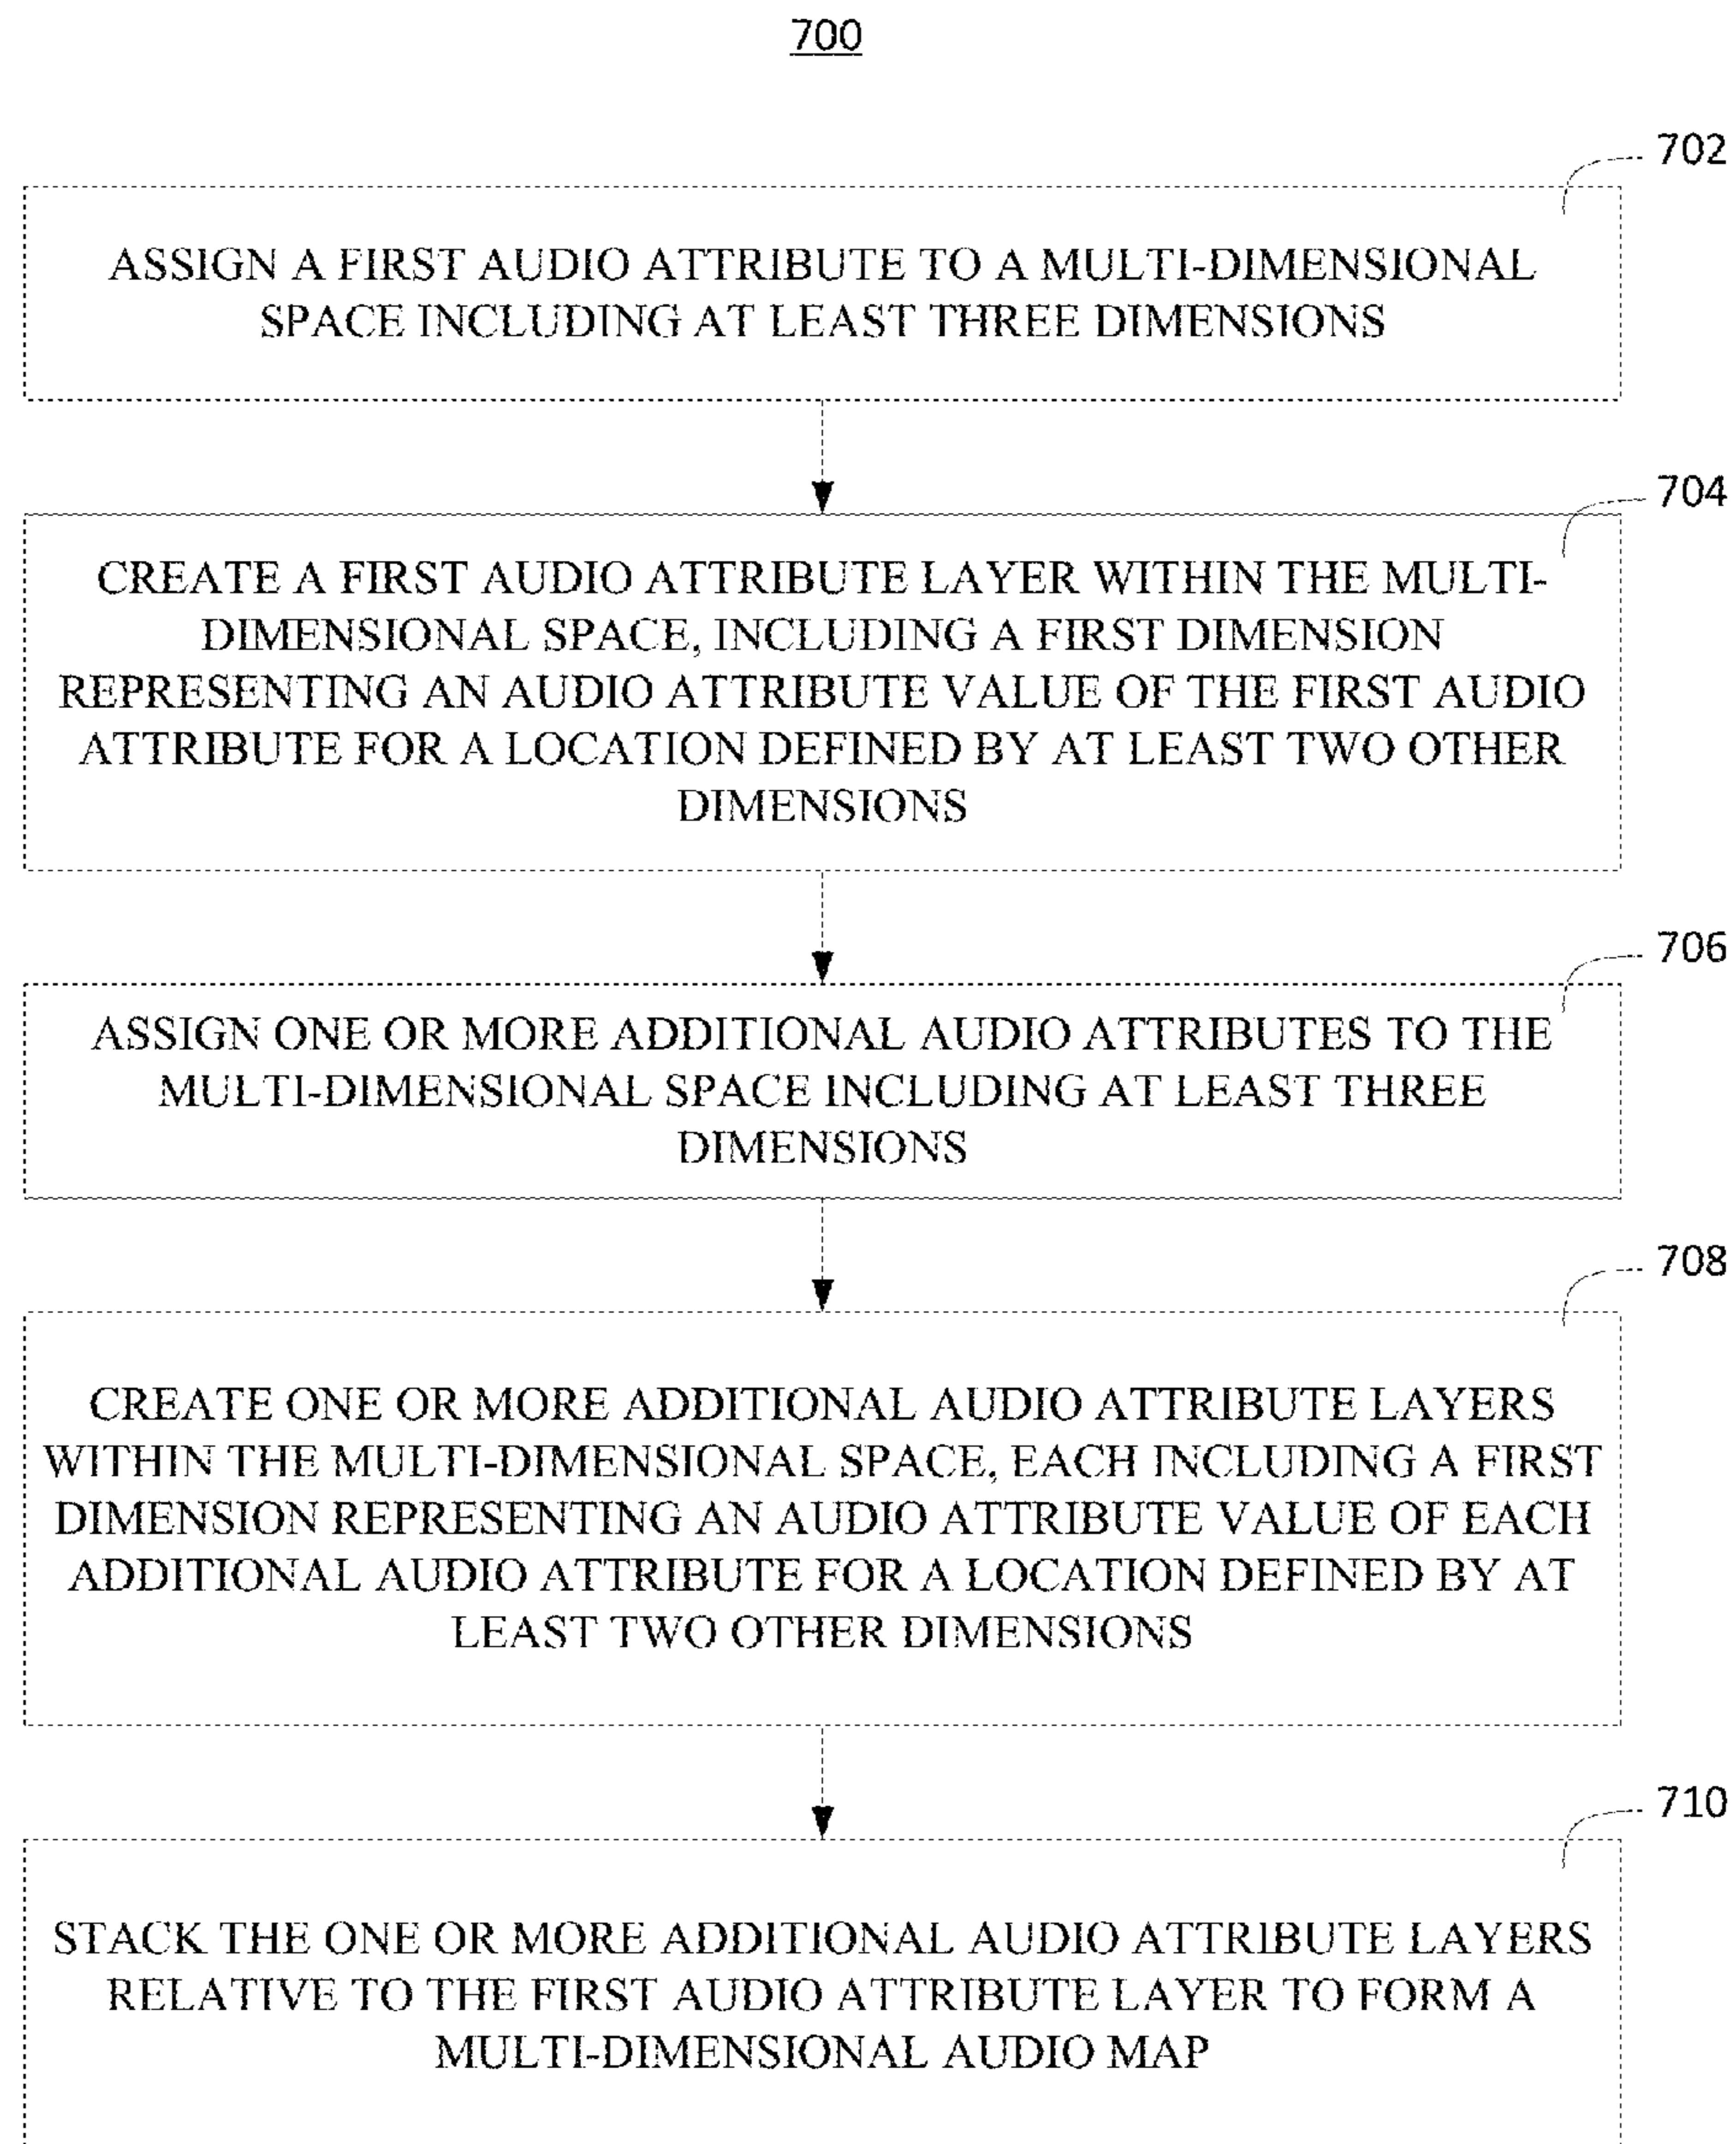 700
702
ASSIGN A FIRST AUDIO ATTRIBUTE TO A MULTI-DIMENSIONAL
SPACE INCLUDING AT LEAST THREE DIMENSIONS
704
CREATE A FIRST AUDIO ATTRIBUTE LAYER WITHIN THE MULTI-
DIMENSIONAL SPACE, INCLUDING A FIRST DIMENSION
REPRESENTING AN AUDIO ATTRIBUTE VALUE OF THE FIRST AUDIO
ATTRIBUTE FOR A LOCATION DEFINED BY AT LEAST TWO OTHER
DIMENSIONS
706
ASSIGN ONE OR MORE ADDITIONAL AUDIO ATTRIBUTES TO THE
MULTI-DIMENSIONAL SPACE INCLUDING AT LEAST THREE
DIMENSIONS
708
CREATE ONE OR MORE ADDITIONAL AUDIO ATTRIBUTE LAYERS
WITHIN THE MULTI-DIMENSIONAL SPACE, EACH INCLUDING A FIRST
DIMENSION REPRESENTING AN AUDIO ATTRIBUTE VALUE OF EACH
ADDITIONAL AUDIO ATTRIBUTE FOR A LOCATION DEFINED BY AT
LEAST TWO OTHER DIMENSIONS
710
STACK THE ONE OR MORE ADDITIONAL AUDIO ATTRIBUTE LAYERS
RELATIVE TO THE FIRST AUDIO ATTRIBUTE LAYER TO FORM A
MULTI-DIMENSIONAL AUDIO MAP